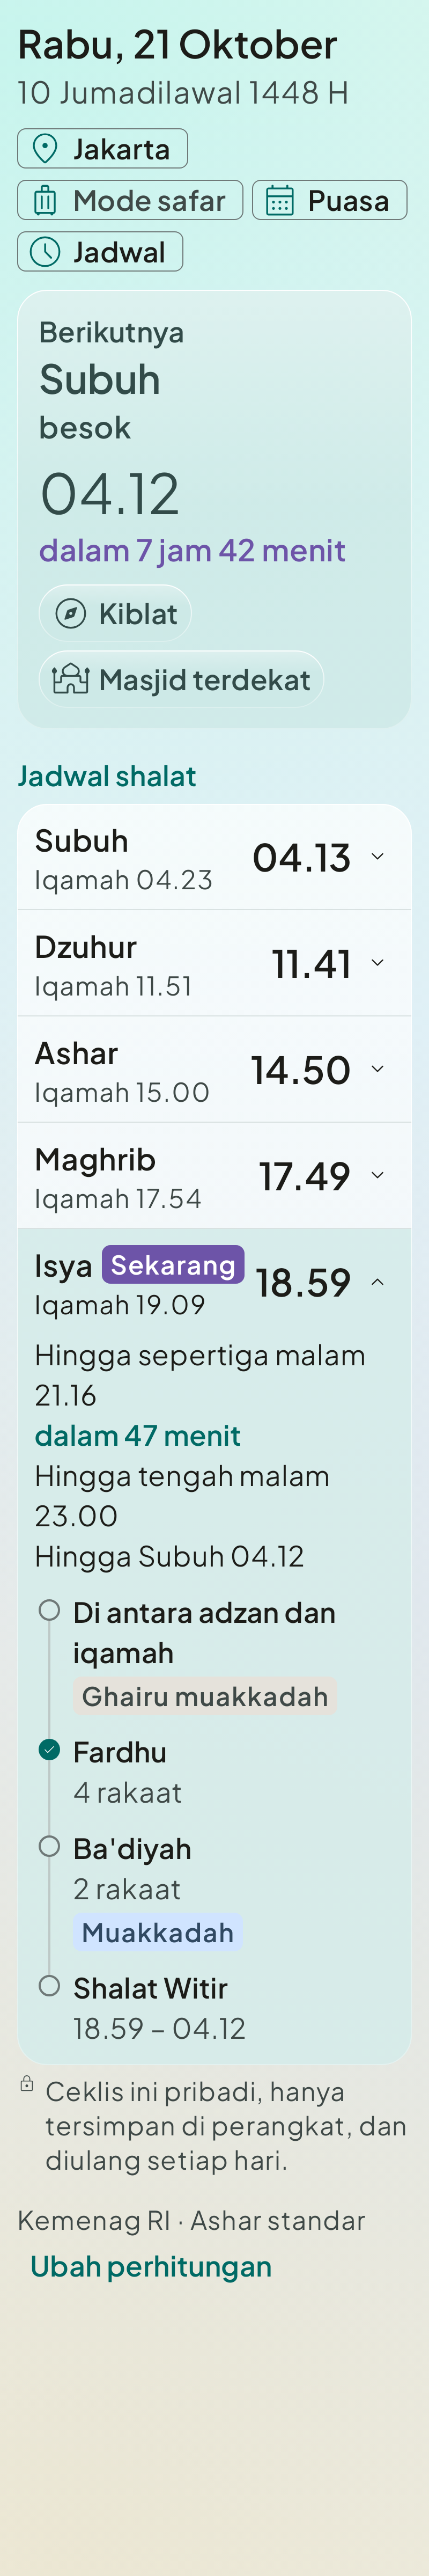 Rabu, 21 Oktober
10 Jumadilawal 1448 H
Jakarta
Mode safar
Puasa
Jadwal
Berikutnya
Subuh
besok
04.12
dalam 7 jam 42 menit
Kiblat
Masjid terdekat
Jadwal shalat
Subuh
Iqamah 04.23
04.13
Dzuhur
Iqamah 11.51
11.41
Ashar
Iqamah 15.00
14.50
Maghrib
Iqamah 17.54
17.49
Isya
Sekarang
Iqamah 19.09
18.59
Hingga sepertiga malam
21.16
dalam 47 menit
Hingga tengah malam
23.00
Hingga Subuh 04.12
Di antara adzan dan
iqamah
Ghairu muakkadah
Fardhu
4 rakaat
Ba'diyah
2 rakaat
Muakkadah
Shalat Witir
18.59 – 04.12
Ceklis ini pribadi, hanya
tersimpan di perangkat, dan
diulang setiap hari.
Kemenag RI · Ashar standar
Ubah perhitungan